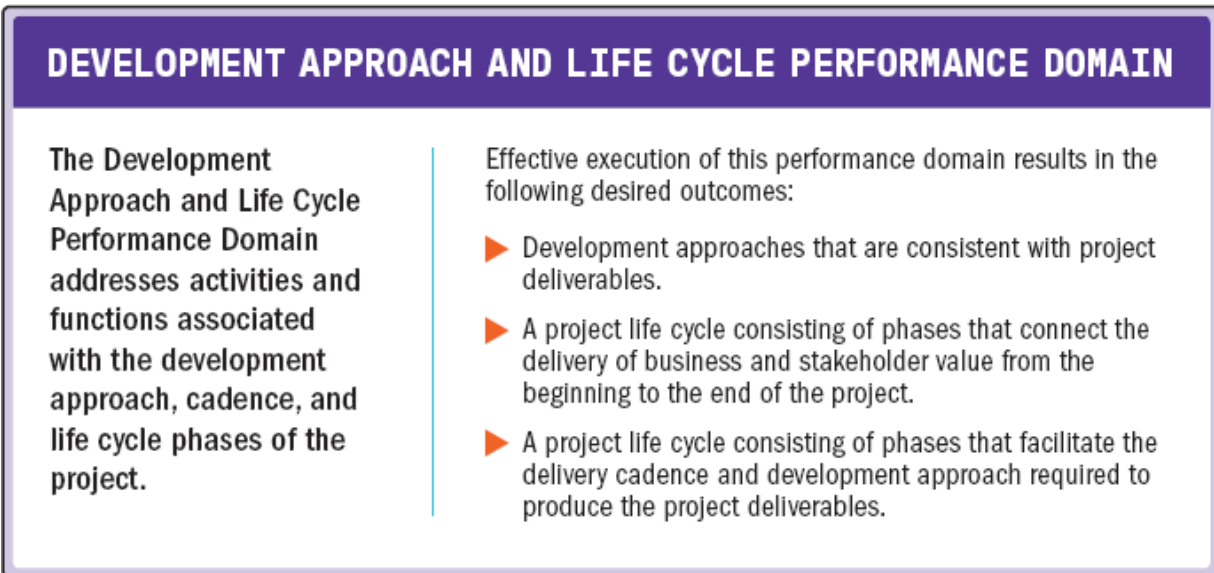 DEVELOPMENT APPROACH AND LIFE CYCLE PERFORMANCE DOMAIN
The Development
Approach and Life Cycle
Performance Domain
addresses activities and
functions associated
with the development
approach, cadence, and
life cycle phases of the
project.
Effective execution of this performance domain results in the
following desired outcomes:
Development approaches that are consistent with project
deliverables.
A project life cycle consisting of phases that connect the
delivery of business and stakeholder value from the
beginning to the end of the project.
A project life cycle consisting of phases that facilitate the
delivery cadence and development approach required to
produce the project deliverables.